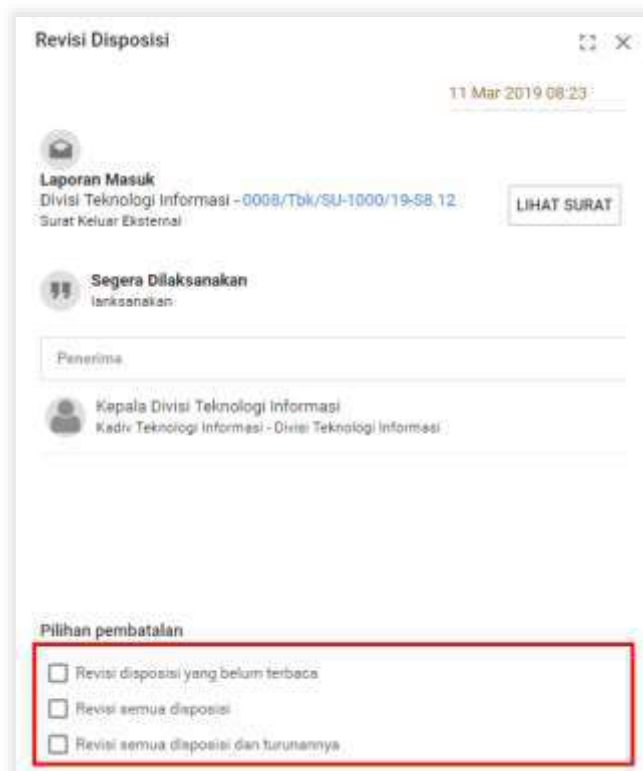 Revisi Disposisi
11 Mar 2019 08:23
Laporan Masuk
Divisi Teknologi Informasi - 0008/Tbk/SU-1000/19-S8.12
Surat Keluar Eksternal
LIHAT SURAT
Segera Dilaksanakan
lanksanakan
Penerima
Kepala Divisi Teknologi Informasi
Kadiv Teknologi Informasi - Divisi Teknologi Informasi
Pilihan pembatalan
Revisi disposisi yang belum terbaca
Revisi semua disposisi
Revisi semua disposisi dan turunannya